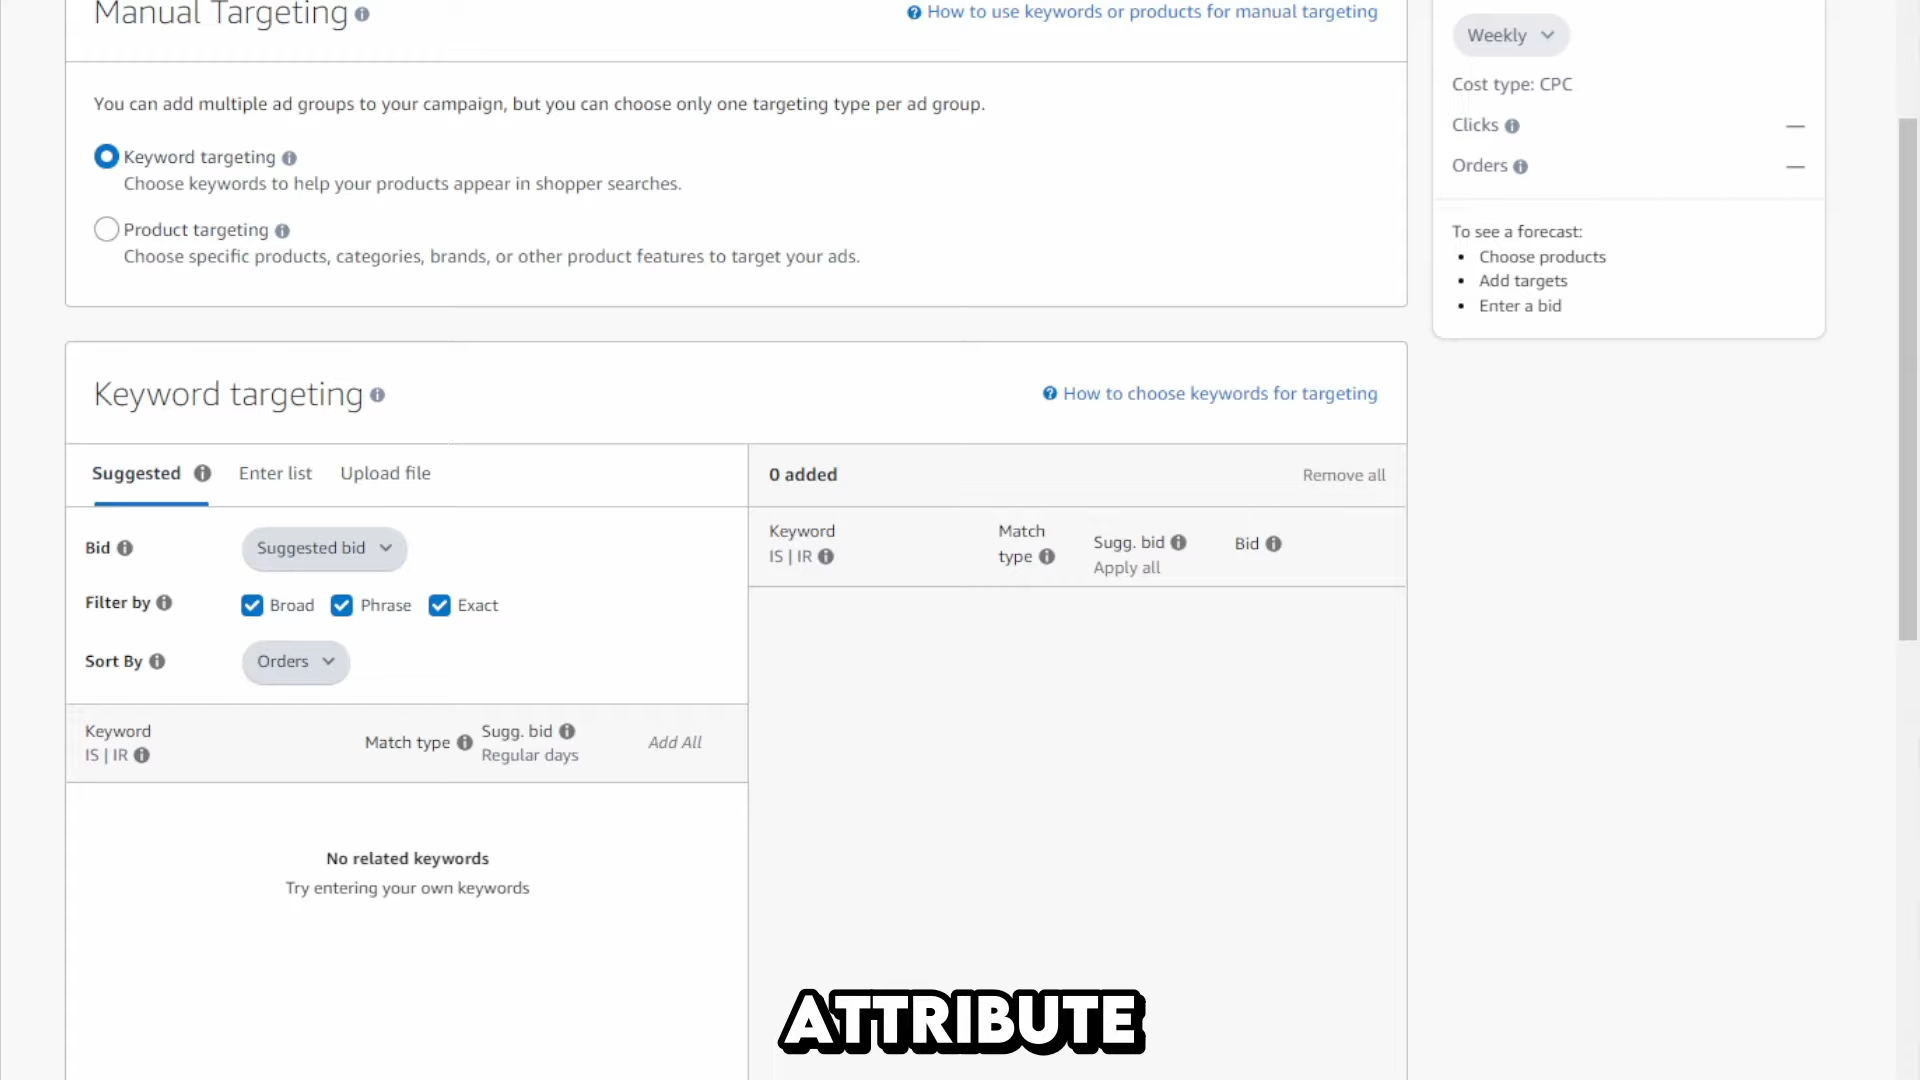 Manual Targeting
How to use keywords or products for manual targeting
You can add multiple ad groups to your campaign, but you can choose only one targeting type per ad group.
Keyword targeting
Choose keywords to help your products appear in shopper searches.
Product targeting
Choose specific products, categories, brands, or other product features to target your ads.
Weekly
Cost type: CPC
Clicks —
Orders —
To see a forecast:
• Choose products
• Add targets
• Enter a bid
Keyword targeting
How to choose keywords for targeting
Suggested Enter list Upload file
Bid Suggested bid
Filter by Broad Phrase Exact
Sort By Orders
Keyword
IS | IR
Match type
Sugg. bid
Regular days
Add All
No related keywords
Try entering your own keywords
0 added
Remove all
Keyword
IS | IR
Match
type
Sugg. bid
Apply all
Bid
ATTRIBUTE